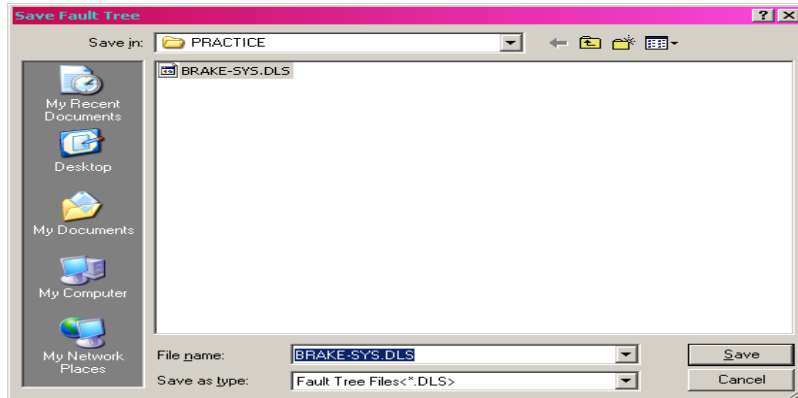 Save Fault Tree
Save in:
PRACTICE
BRAKE-SYS.DLS
My Recent
Documents
Desktop
My Documents
My Computer
My Network
Places
File name:
BRAKE-SYS.DLS
Save
Save as type:
Fault Tree Files<*.DLS>
Cancel